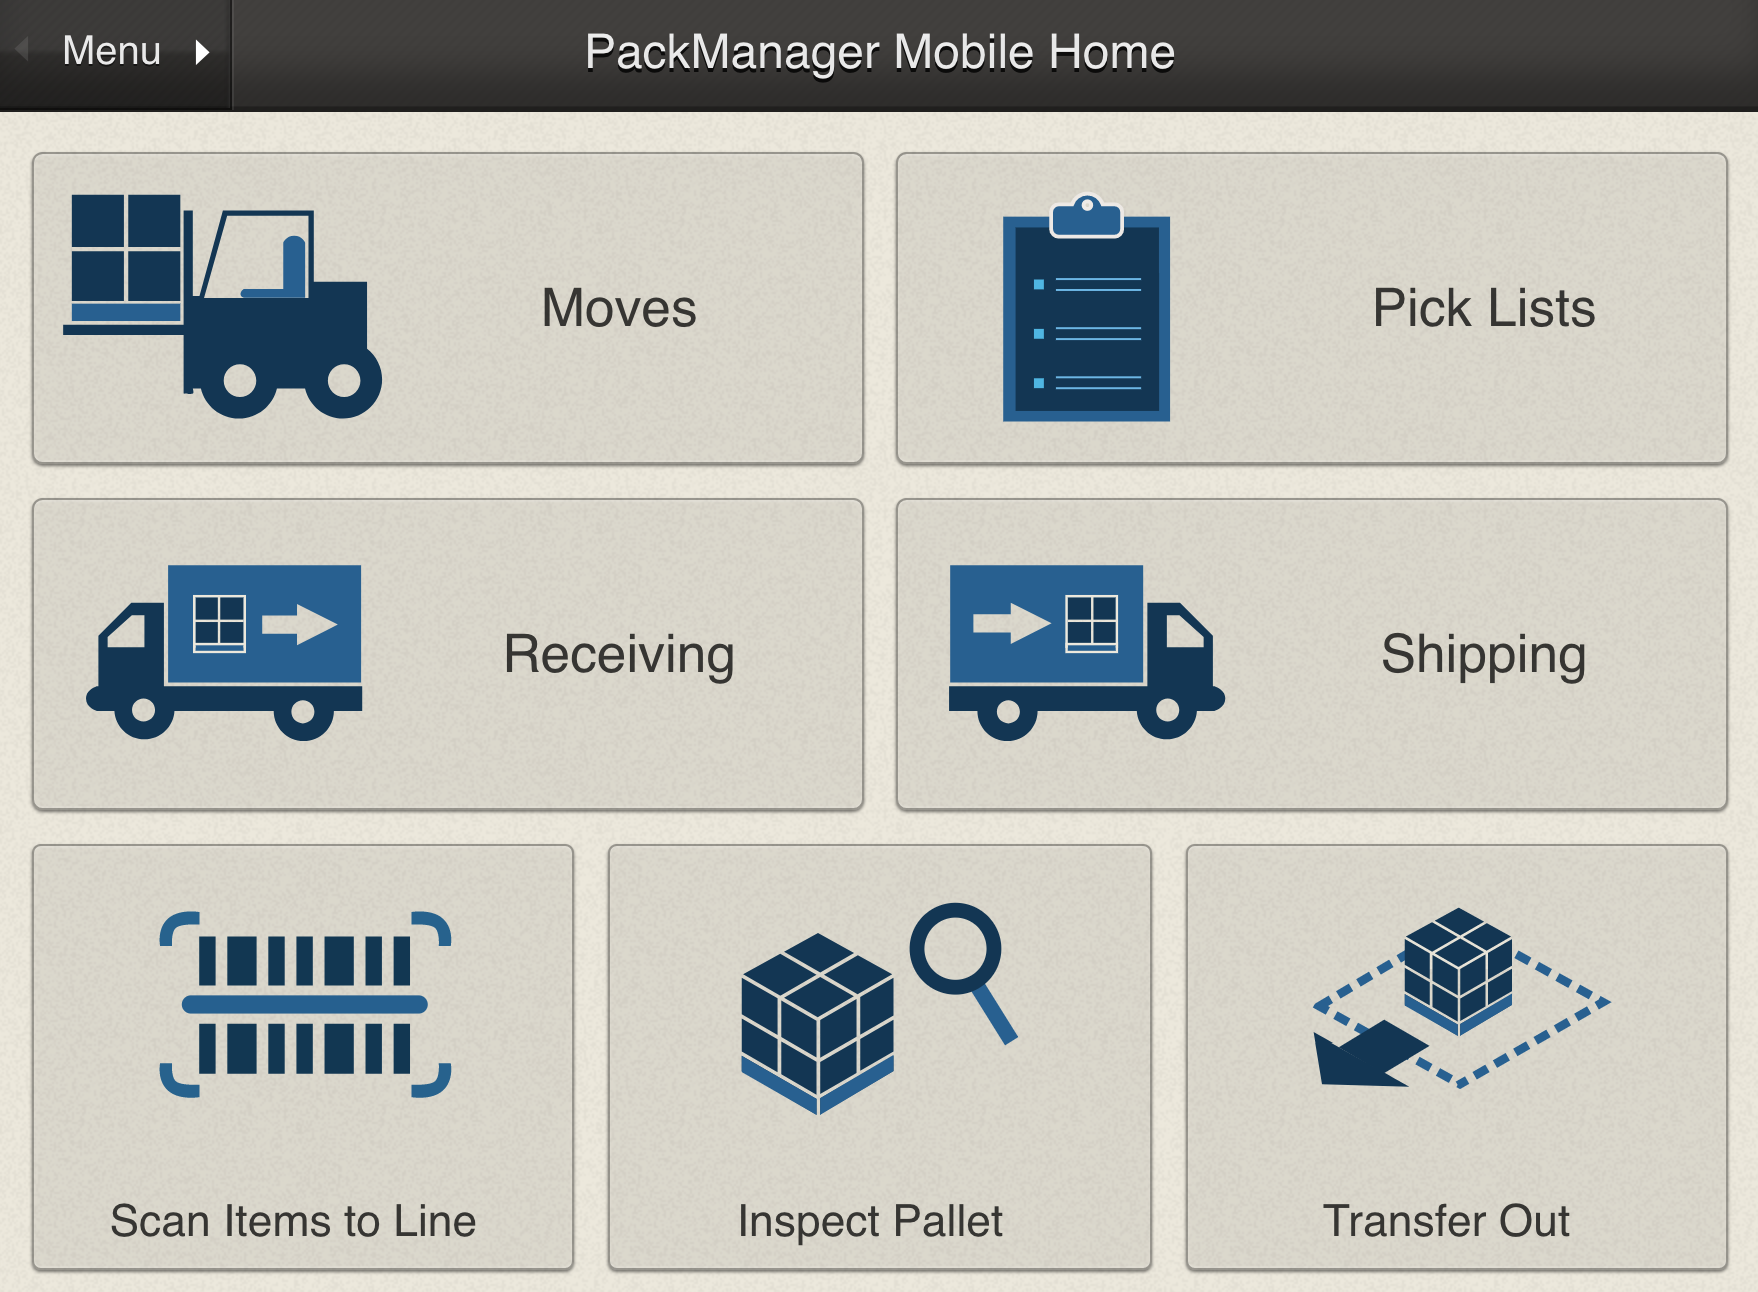 Menu
PackManager Mobile Home
Moves
Pick Lists
Receiving
Shipping
Scan Items to Line
Inspect Pallet
Transfer Out